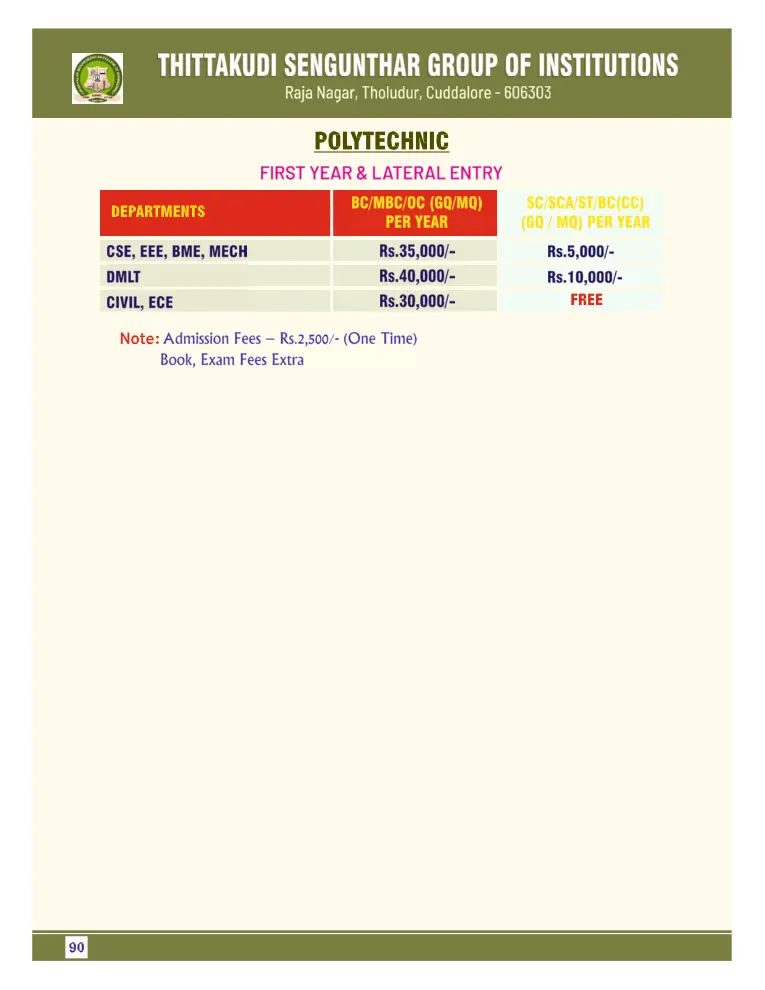 THITTAKUDI SENGUNTHAR GROUP OF INSTITUTIONS
Raja Nagar, Tholudur, Cuddalore - 606303
POLYTECHNIC
FIRST YEAR & LATERAL ENTRY
DEPARTMENTS BC/MBC/OC (GQ/MQ) PER YEAR SC/SCA/ST/BC(CC) (GQ / MQ) PER YEAR
CSE, EEE, BME, MECH Rs.35,000/- Rs.5,000/-
DMLT Rs.40,000/- Rs.10,000/-
CIVIL, ECE Rs.30,000/- FREE
Note: Admission Fees – Rs.2,500/- (One Time)
Book, Exam Fees Extra
90